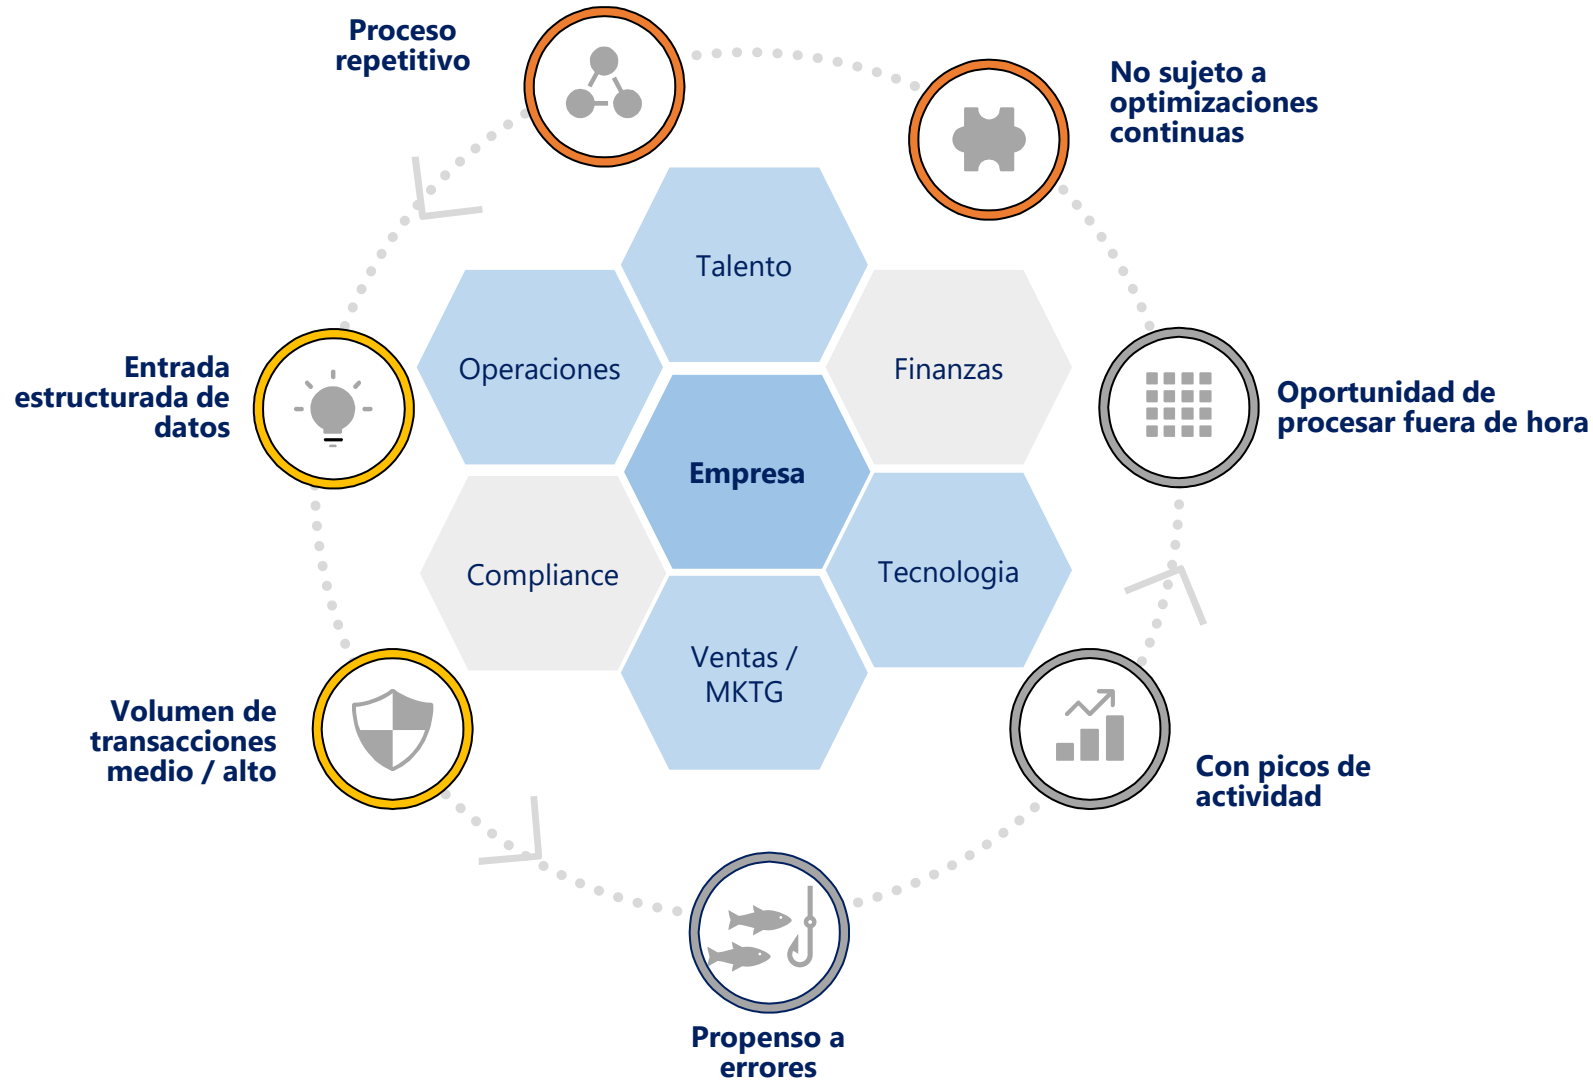 Proceso
repetitivo
No sujeto a
optimizaciones
continuas
Talento
Operaciones
Finanzas
Entrada
estructurada de
datos
Oportunidad de
procesar fuera de hora
Empresa
Compliance
Tecnologia
Ventas /
MKTG
Volumen de
transacciones
medio / alto
Con picos de
actividad
Propenso a
errores